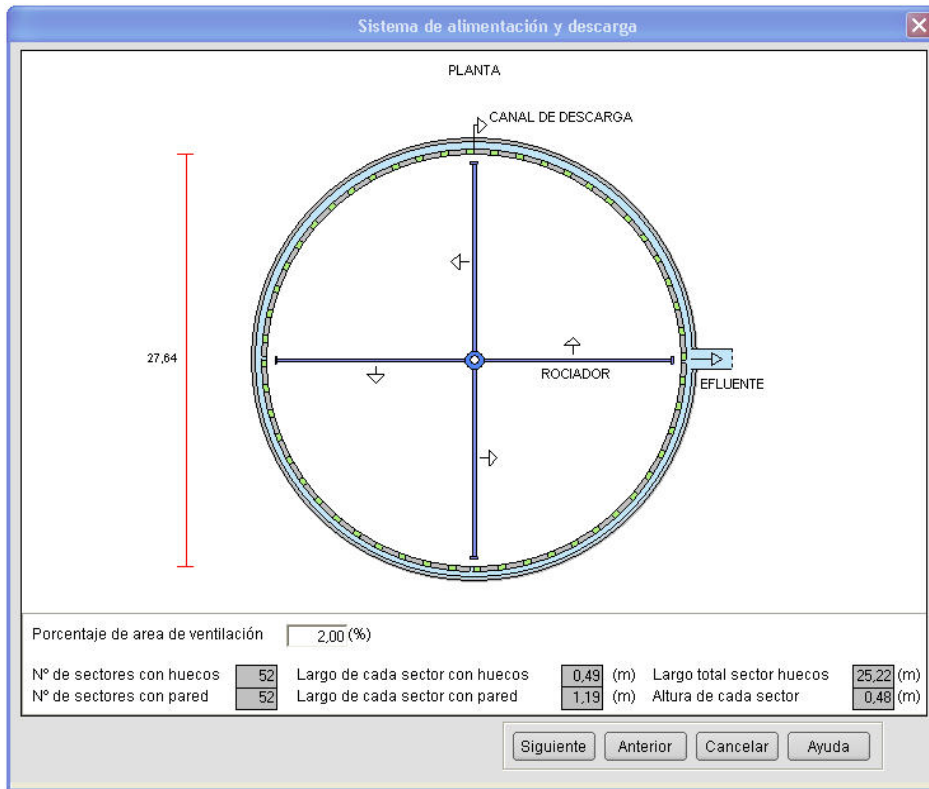 Sistema de alimentación y descarga
PLANTA
CANAL DE DESCARGA
27,64
ROCIADOR
EFLUENTE
Porcentaje de area de ventilación 2,00 (%)
Nº de sectores con huecos 52 Largo de cada sector con huecos 0,49 (m) Largo total sector huecos 25,22 (m)
Nº de sectores con pared 52 Largo de cada sector con pared 1,19 (m) Altura de cada sector 0,48 (m)
Siguiente Anterior Cancelar Ayuda